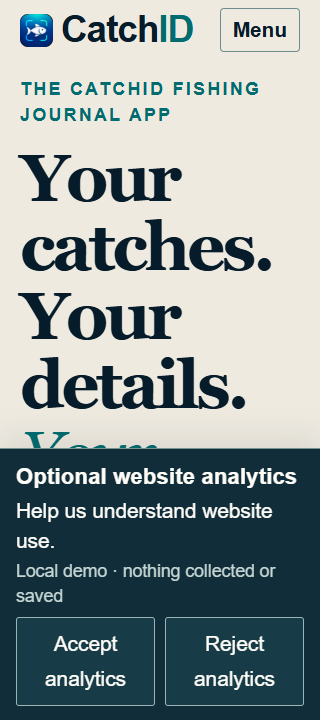 CatchID
Menu
THE CATCHID FISHING
JOURNAL APP
Your
catches.
Your
details.
Optional website analytics
Help us understand website
use.
Local demo · nothing collected or
saved
Accept
analytics
Reject
analytics